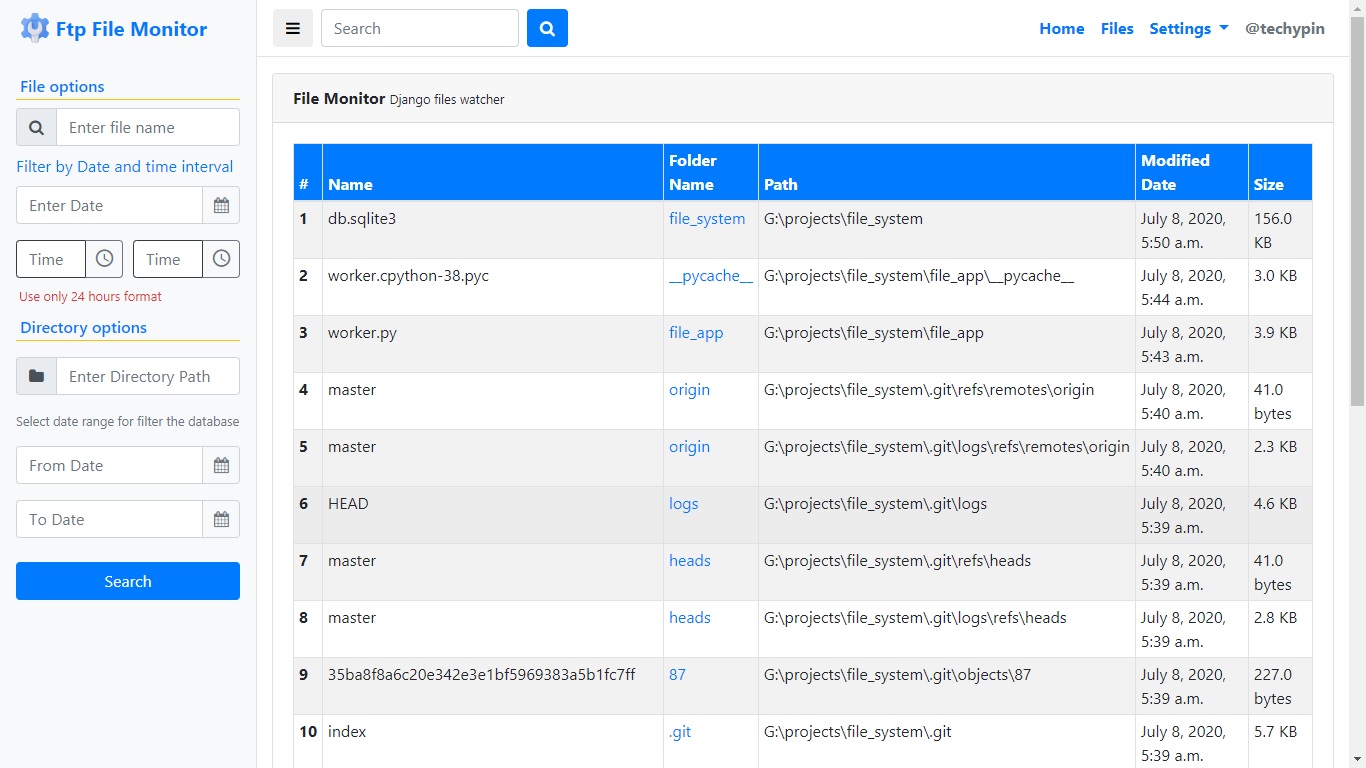 Ftp File Monitor
File options
Enter file name
Filter by Date and time interval
Enter Date
Time Time
Use only 24 hours format
Directory options
Enter Directory Path
Select date range for filter the database
From Date
To Date
Search
Search
Home Files Settings @techypin
File Monitor Django files watcher
# Name Folder Name Path Modified Date Size
1 db.sqlite3 file_system G:\projects\file_system July 8, 2020, 5:50 a.m. 156.0 KB
2 worker.cpython-38.pyc __pycache__ G:\projects\file_system\file_app\__pycache__ July 8, 2020, 5:44 a.m. 3.0 KB
3 worker.py file_app G:\projects\file_system\file_app July 8, 2020, 5:43 a.m. 3.9 KB
4 master origin G:\projects\file_system\.git\refs\remotes\origin July 8, 2020, 5:40 a.m. 41.0 bytes
5 master origin G:\projects\file_system\.git\logs\refs\remotes\origin July 8, 2020, 5:40 a.m. 2.3 KB
6 HEAD logs G:\projects\file_system\.git\logs July 8, 2020, 5:39 a.m. 4.6 KB
7 master heads G:\projects\file_system\.git\refs\heads July 8, 2020, 5:39 a.m. 41.0 bytes
8 master heads G:\projects\file_system\.git\logs\refs\heads July 8, 2020, 5:39 a.m. 2.8 KB
9 35ba8f8a6c20e342e3e1bf5969383a5b1fc7ff 87 G:\projects\file_system\.git\objects\87 July 8, 2020, 5:39 a.m. 227.0 bytes
10 index .git G:\projects\file_system\.git July 8, 2020, 5:39 a.m. 5.7 KB